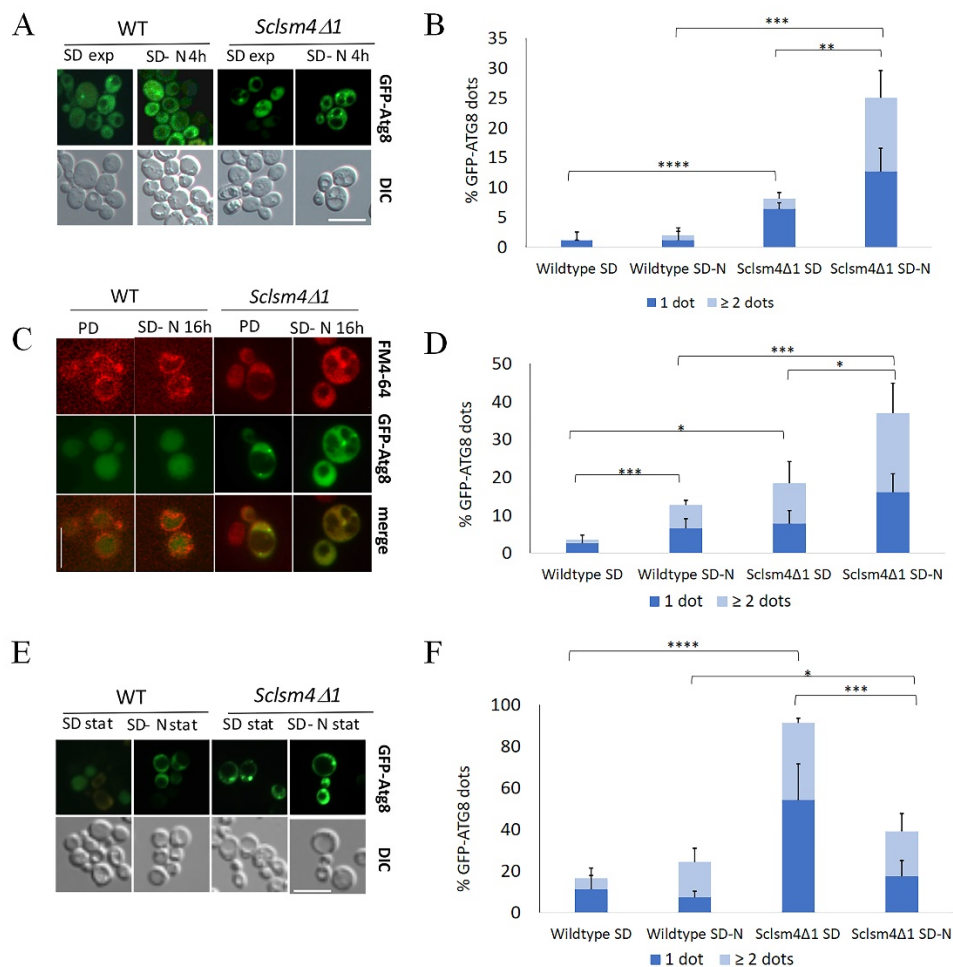 A
WT
Sclsm4Δ1
SD exp
SD- N 4h
SD exp
SD- N 4h
GFP-Atg8
DIC
B
% GFP-ATG8 dots
35
30
25
20
15
10
5
0
***
**
****
Wildtype SD
Wildtype SD-N
Sclsm4Δ1 SD
Sclsm4Δ1 SD-N
1 dot
≥ 2 dots
C
WT
Sclsm4Δ1
PD
SD- N 16h
PD
SD- N 16h
FM4-64
GFP-Atg8
merge
D
% GFP-ATG8 dots
50
40
30
20
10
0
***
*
*
***
Wildtype SD
Wildtype SD-N
Sclsm4Δ1 SD
Sclsm4Δ1 SD-N
1 dot
≥ 2 dots
E
WT
Sclsm4Δ1
SD stat
SD- N stat
SD stat
SD- N stat
GFP-Atg8
DIC
F
% GFP-ATG8 dots
100
80
60
40
20
0
****
*
***
Wildtype SD
Wildtype SD-N
Sclsm4Δ1 SD
Sclsm4Δ1 SD-N
1 dot
≥ 2 dots